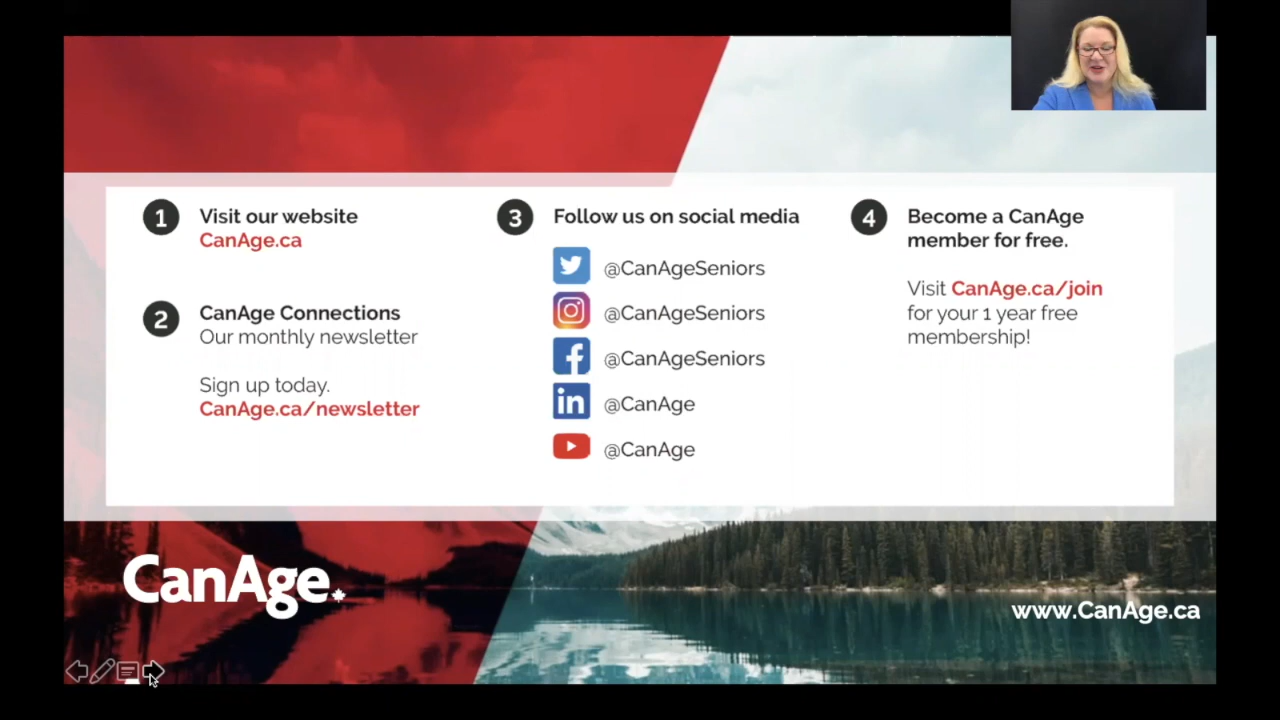 1
Visit our website
CanAge.ca
2
CanAge Connections
Our monthly newsletter
Sign up today.
CanAge.ca/newsletter
3
Follow us on social media
@CanAgeSeniors
@CanAgeSeniors
@CanAgeSeniors
in @CanAge
@CanAge
4
Become a CanAge
member for free.
Visit CanAge.ca/join
for your 1 year free
membership!
CanAge.
www.CanAge.ca